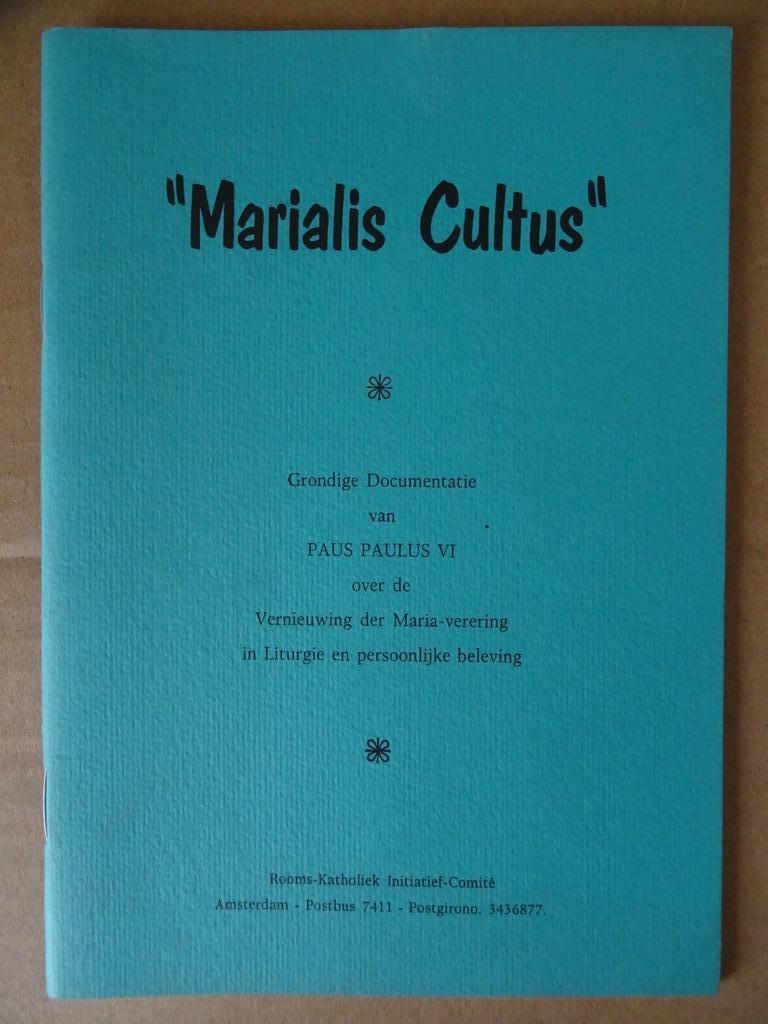 "Marialis Cultus"
Grondige Documentatie
van
PAUS PAULUS VI
over de
Vernieuwing der Maria-verering
in Liturgie en persoonlijke beleving
Rooms-Katholiek Initiatief-Comité
Amsterdam - Postbus 7411 - Postgirono. 3436877.